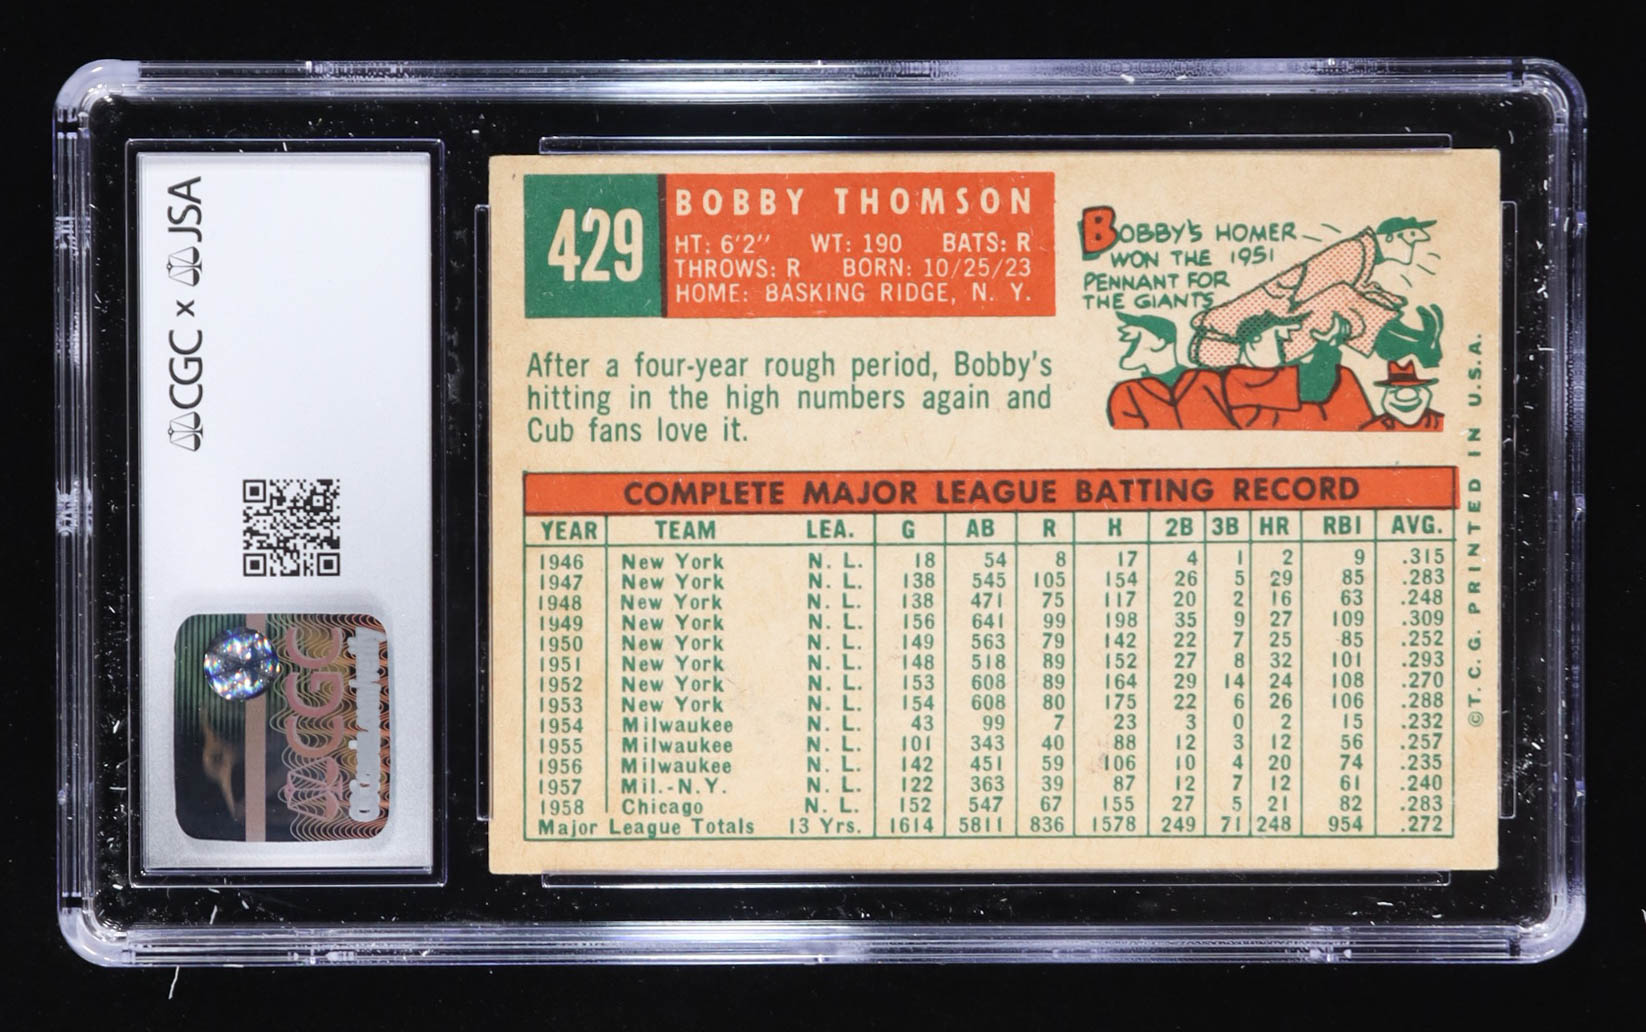 CGC x JSA
CGC
429
BOBBY THOMSON
HT: 6'2" WT: 190 BATS: R
THROWS: R BORN: 10/25/23
HOME: BASKING RIDGE, N. Y.
BOBBY'S HOMER
WON THE 1951
PENNANT FOR
THE GIANTS
After a four-year rough period, Bobby's
hitting in the high numbers again and
Cub fans love it.
COMPLETE MAJOR LEAGUE BATTING RECORD
YEAR TEAM LEA. G AB R H 2B 3B HR RBI AVG.
1946 New York N. L. 18 54 8 17 4 1 2 9 .315
1947 New York N. L. 138 545 105 154 26 5 29 85 .283
1948 New York N. L. 138 471 75 117 20 2 16 63 .248
1949 New York N. L. 156 641 99 198 35 9 27 109 .309
1950 New York N. L. 149 563 79 142 22 7 25 85 .252
1951 New York N. L. 148 518 89 152 27 8 32 101 .293
1952 New York N. L. 153 608 89 164 29 14 24 108 .270
1953 New York N. L. 154 608 80 175 22 6 26 106 .288
1954 Milwaukee N. L. 43 99 7 23 3 0 2 15 .232
1955 Milwaukee N. L. 101 343 40 88 12 3 12 56 .257
1956 Milwaukee N. L. 142 451 59 106 10 4 20 74 .235
1957 Mil.-N.Y. N. L. 122 363 39 87 12 7 12 61 .240
1958 Chicago N. L. 152 547 67 155 27 5 21 82 .283
Major League Totals 13 Yrs. 1614 5811 836 1578 249 71 248 954 .272
©T. C. G. PRINTED IN U.S.A.